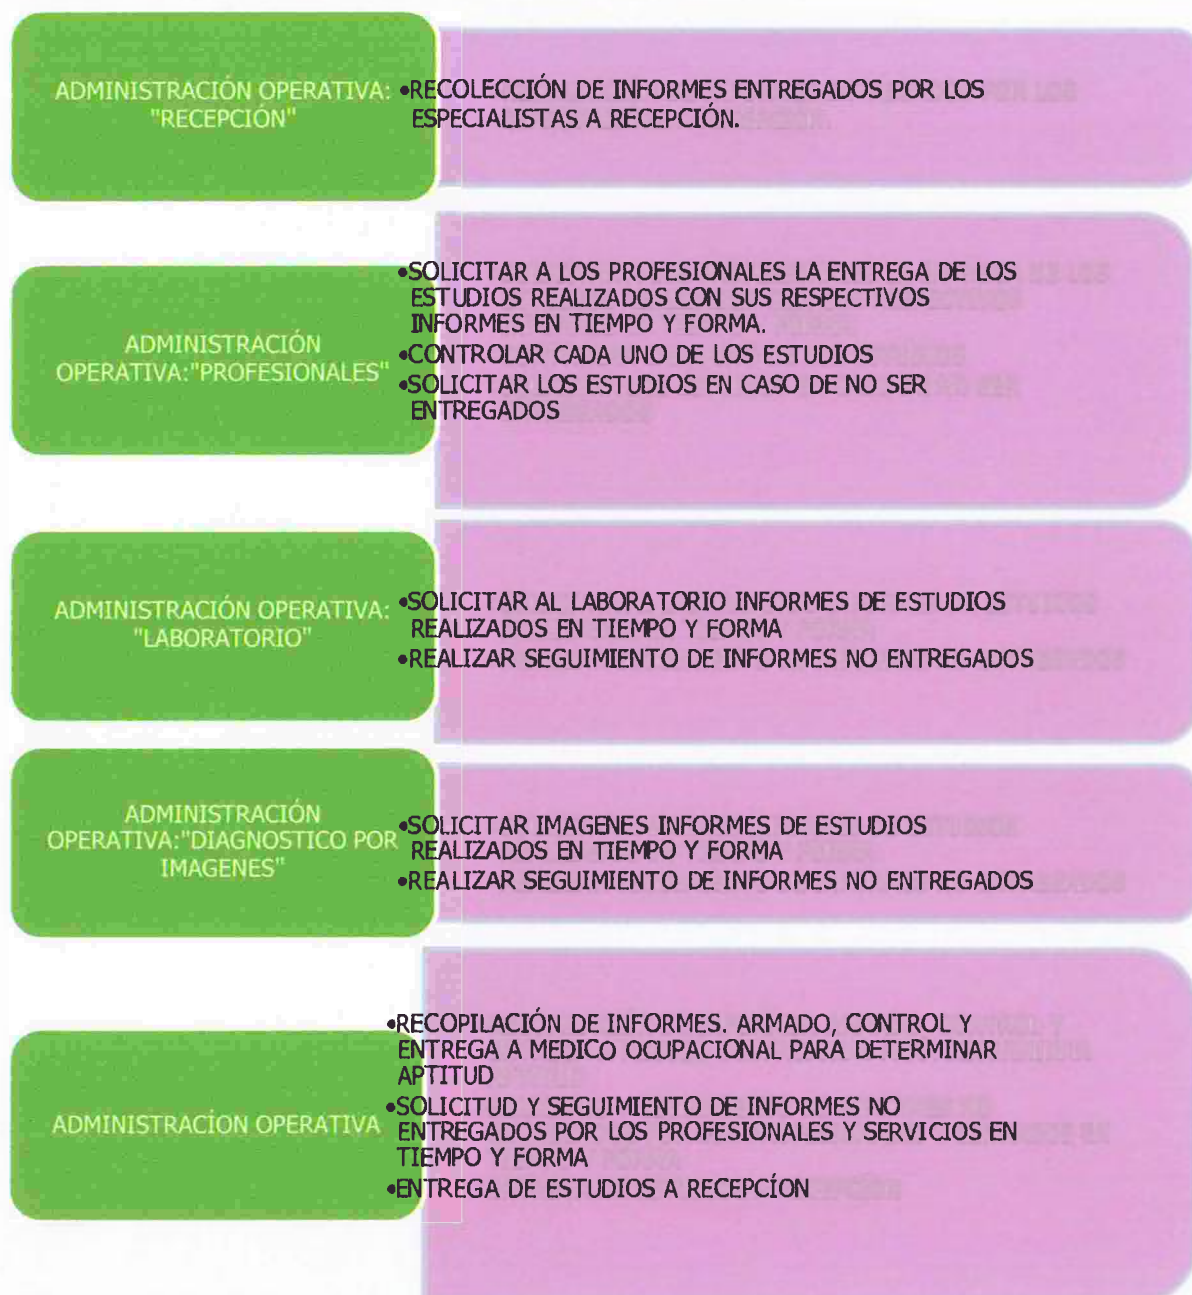 ADMINISTRACIÓN OPERATIVA:
"RECEPCIÓN"
•RECOLECCIÓN DE INFORMES ENTREGADOS POR LOS
ESPECIALISTAS A RECEPCIÓN.
ADMINISTRACIÓN
OPERATIVA:"PROFESIONALES"
•SOLICITAR A LOS PROFESIONALES LA ENTREGA DE LOS
ESTUDIOS REALIZADOS CON SUS RESPECTIVOS
INFORMES EN TIEMPO Y FORMA.
•CONTROLAR CADA UNO DE LOS ESTUDIOS
•SOLICITAR LOS ESTUDIOS EN CASO DE NO SER
ENTREGADOS
ADMINISTRACIÓN OPERATIVA:
"LABORATORIO"
•SOLICITAR AL LABORATORIO INFORMES DE ESTUDIOS
REALIZADOS EN TIEMPO Y FORMA
•REALIZAR SEGUIMIENTO DE INFORMES NO ENTREGADOS
ADMINISTRACIÓN
OPERATIVA:"DIAGNOSTICO POR
IMAGENES"
•SOLICITAR IMAGENES INFORMES DE ESTUDIOS
REALIZADOS EN TIEMPO Y FORMA
•REALIZAR SEGUIMIENTO DE INFORMES NO ENTREGADOS
ADMINISTRACÍON OPERATIVA
•RECOPILACIÓN DE INFORMES. ARMADO, CONTROL Y
ENTREGA A MEDICO OCUPACIONAL PARA DETERMINAR
APTITUD
•SOLICITUD Y SEGUIMIENTO DE INFORMES NO
ENTREGADOS POR LOS PROFESIONALES Y SERVICIOS EN
TIEMPO Y FORMA
•ENTREGA DE ESTUDIOS A RECEPCÍON